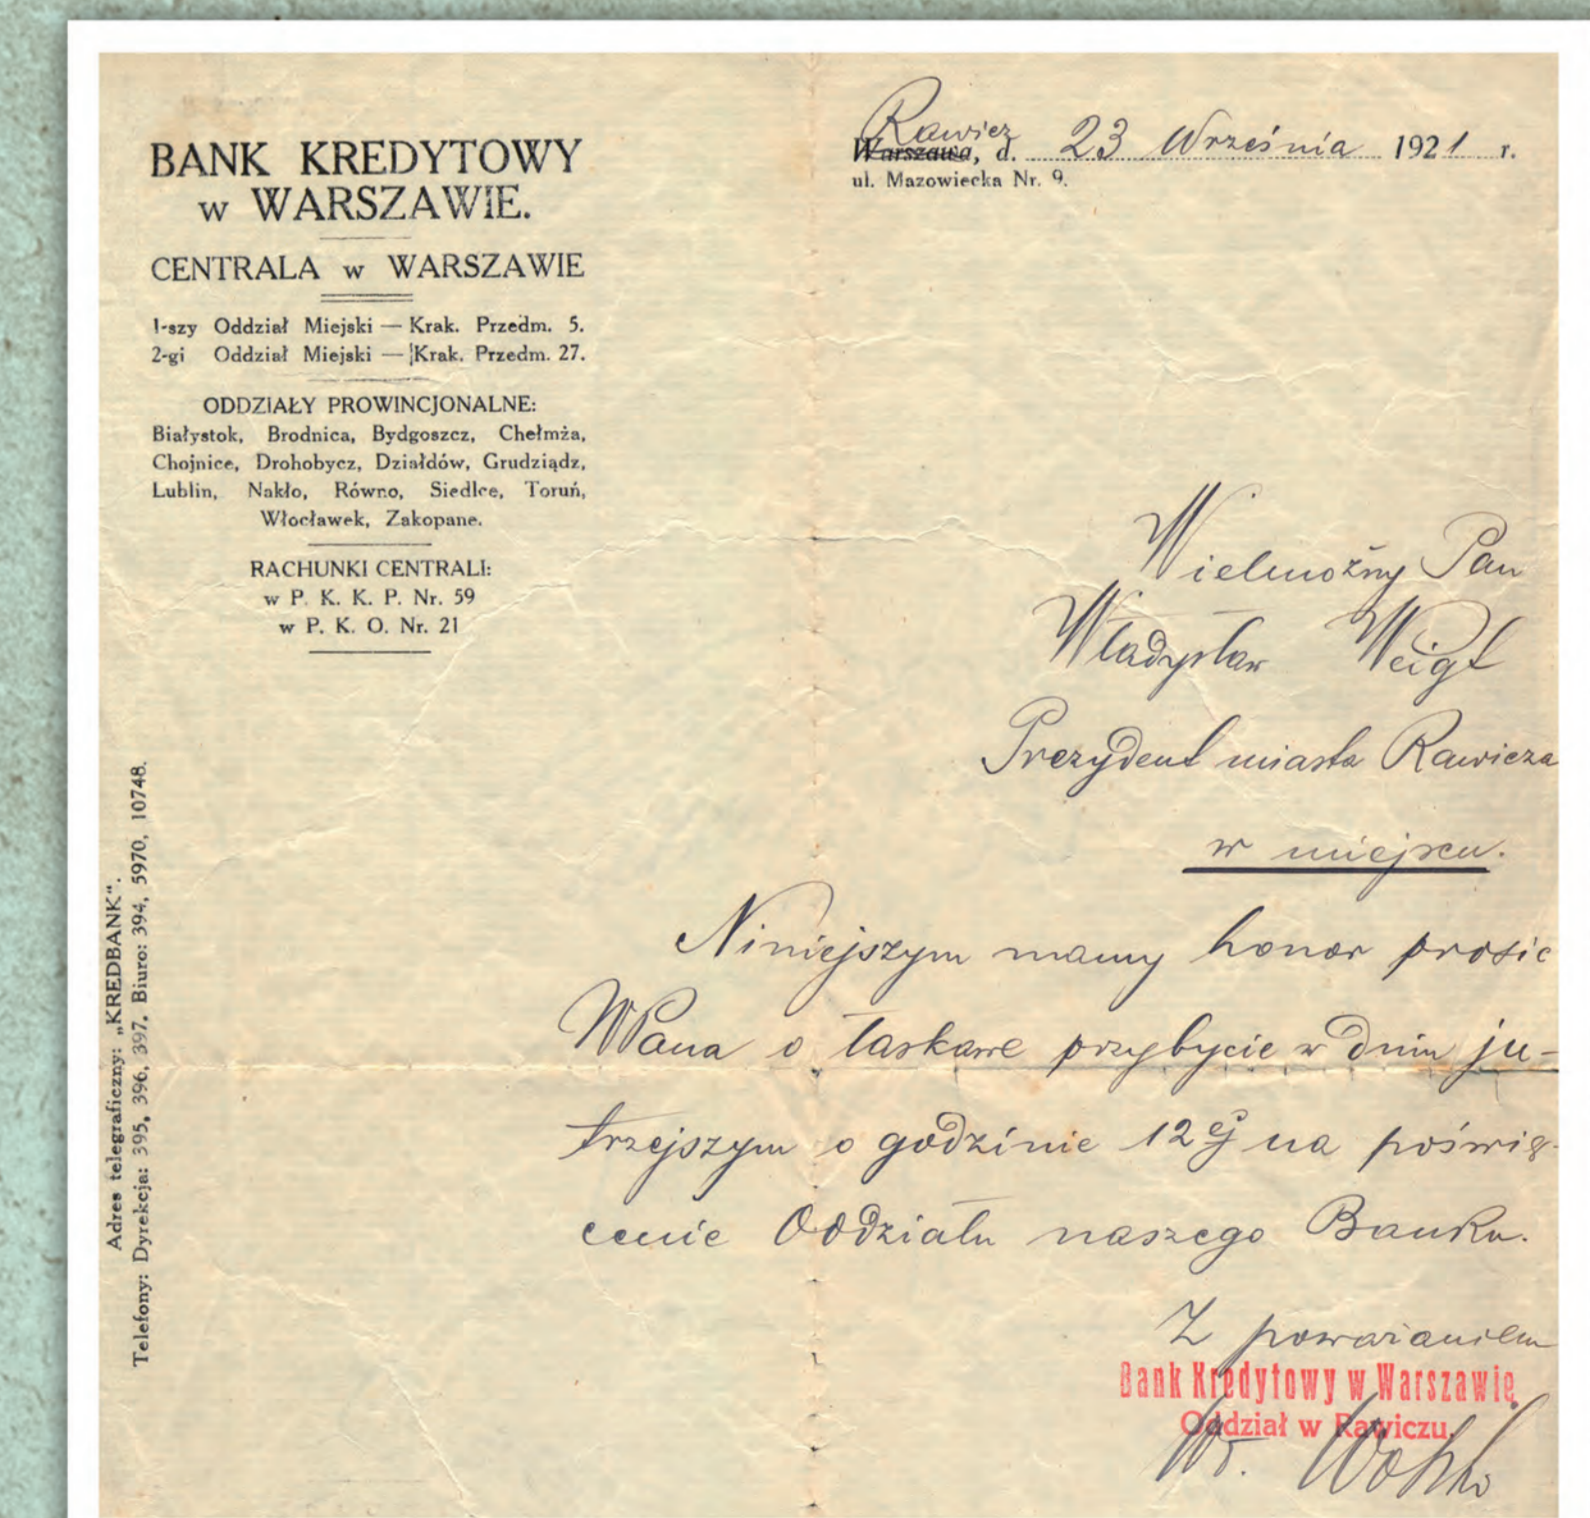 BANK KREDYTOWY
w WARSZAWIE.
CENTRALA w WARSZAWIE
1-szy Oddział Miejski — Krak. Przedm. 5.
2-gi Oddział Miejski — Krak. Przedm. 27.
ODDZIAŁY PROWINCJONALNE:
Białystok, Brodnica, Bydgoszcz, Chełmża,
Chojnice, Drohobycz, Działdów, Grudziądz,
Lublin, Nakło, Równo, Siedlce, Toruń,
Włocławek, Zakopane.
RACHUNKI CENTRALI:
w P. K. K. P. Nr. 59
w P. K. O. Nr. 21
Adres telegraficzny: „KREDBANK".
Telefony: Dyrekcja: 395, 396, 397, Biuro: 394, 5970, 10748.
Rawicz
Warszawa, d. 23 Września 1921 r.
ul. Mazowiecka Nr. 9.
Wielmożny Pan
Władysław Weigt
Prezydent miasta Rawicza
w miejscu.
Niniejszym mamy honor prosić
WPana o łaskawe przybycie w dniu ju-
trzejszym o godzinie 12ej na poświę-
cenie Oddziału naszego Banku.
Z poważaniem
Bank Kredytowy w Warszawie
Oddział w Rawiczu.